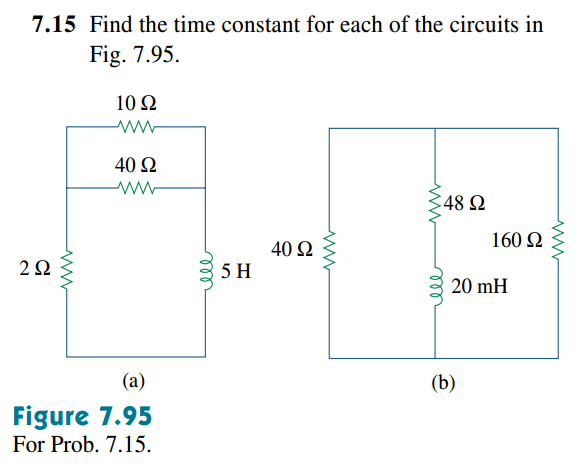 7.15 Find the time constant for each of the circuits in
Fig. 7.95.
10 Ω
40 Ω
2 Ω
5 H
(a)
40 Ω
48 Ω
160 Ω
20 mH
(b)
Figure 7.95
For Prob. 7.15.